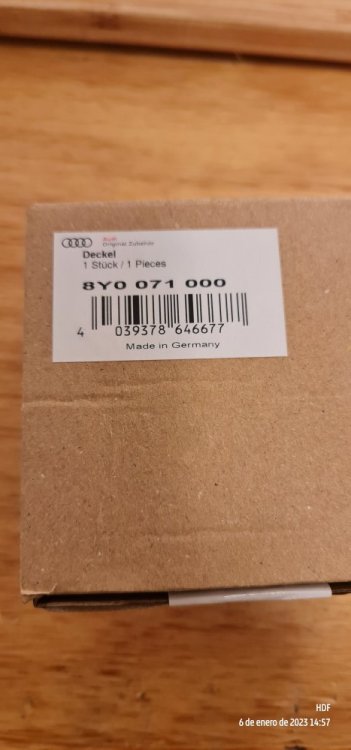 Audi
Original Zubehör
Deckel
1 Stück / 1 Pieces
8Y0 071 000
4 039378 646677
Made in Germany
HDF
6 de enero de 2023 14:57